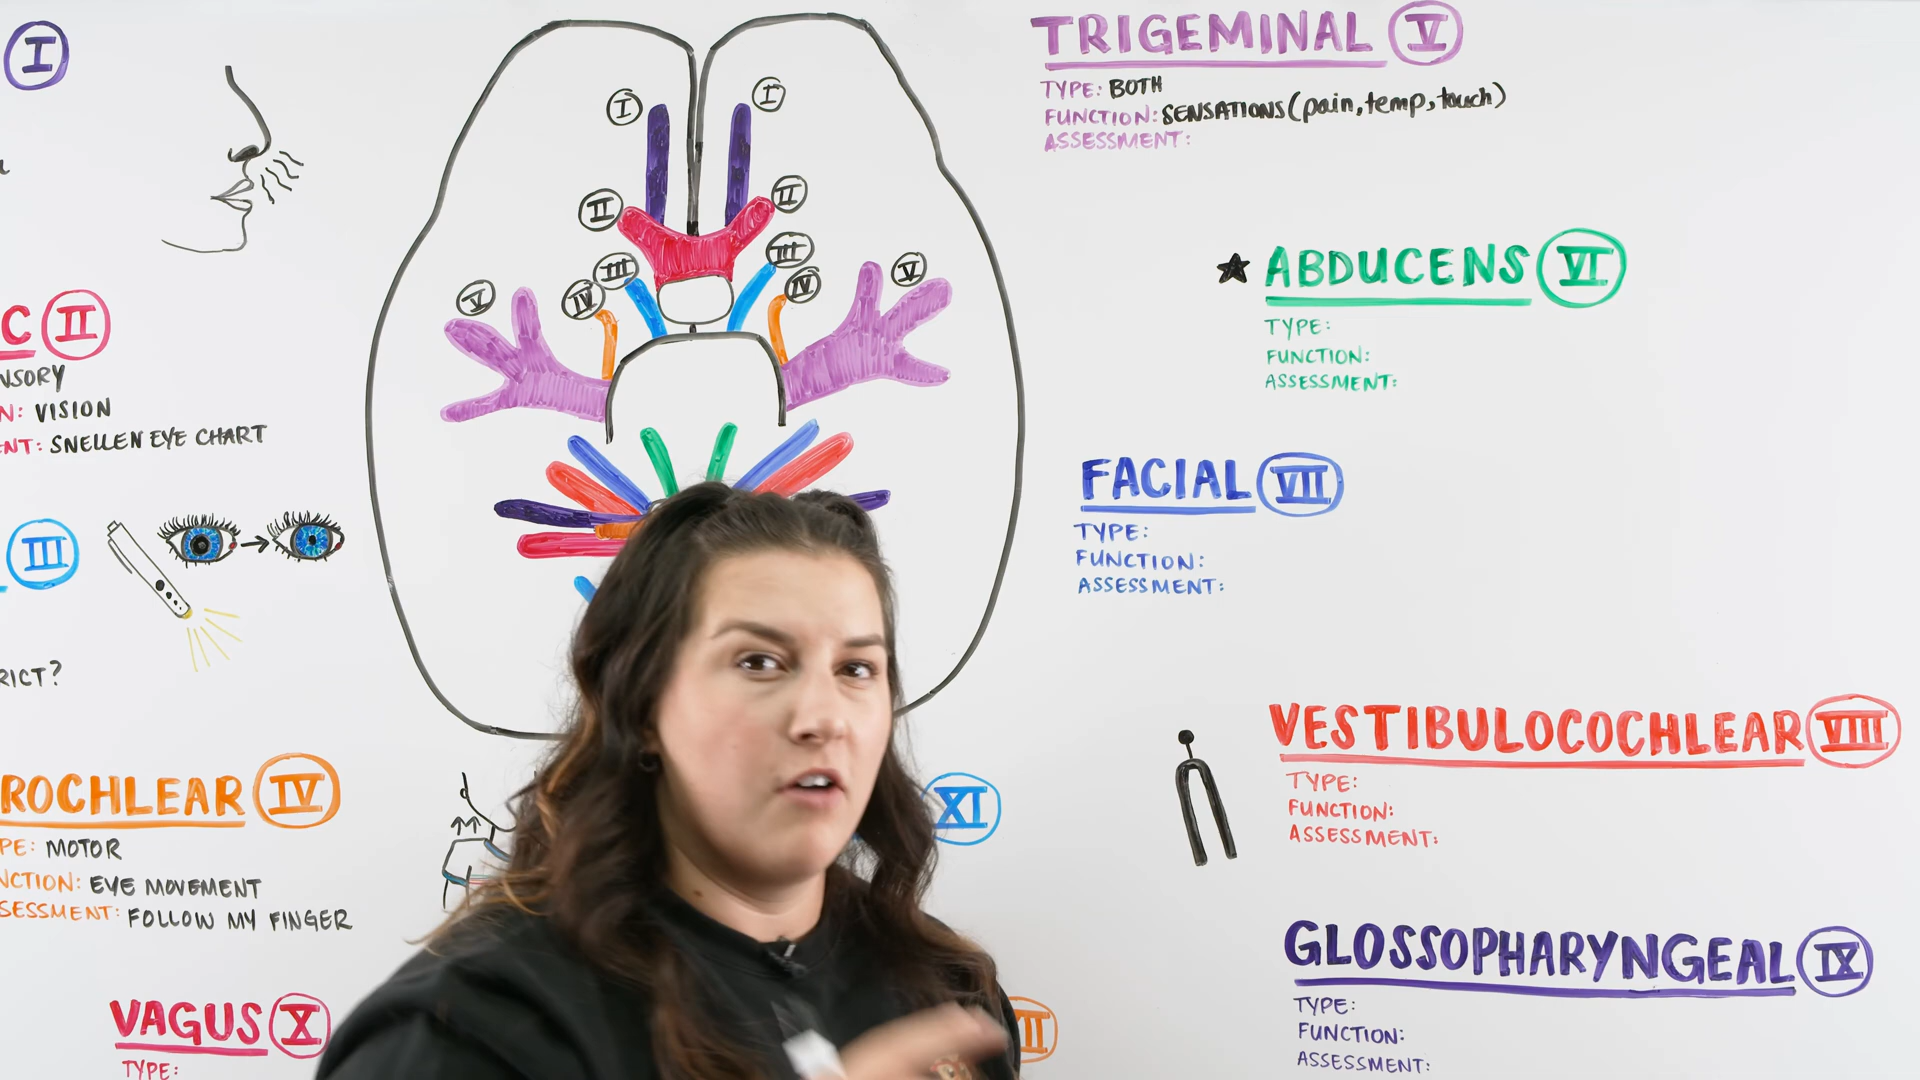 I
C II
NSORY
N: VISION
ENT: SNELLEN EYE CHART
III
RICT?
ROCHLEAR IV
PE: MOTOR
NCTION: EYE MOVEMENT
SESSMENT: FOLLOW MY FINGER
VAGUS X
TYPE:
I
I
II
II
III
III
IV
IV
V
V
XI
II
TRIGEMINAL V
TYPE: BOTH
FUNCTION: SENSATIONS (pain, temp, touch)
ASSESSMENT:
ABDUCENS VI
TYPE:
FUNCTION:
ASSESSMENT:
FACIAL VII
TYPE:
FUNCTION:
ASSESSMENT:
VESTIBULOCOCHLEAR VIII
TYPE:
FUNCTION:
ASSESSMENT:
GLOSSOPHARYNGEAL IX
TYPE:
FUNCTION:
ASSESSMENT: